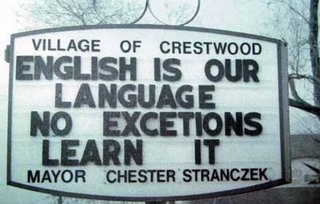 VILLAGE OF CRESTWOOD
ENGLISH IS OUR
LANGUAGE
NO EXCETIONS
LEARN IT
MAYOR CHESTER STRANCZEK